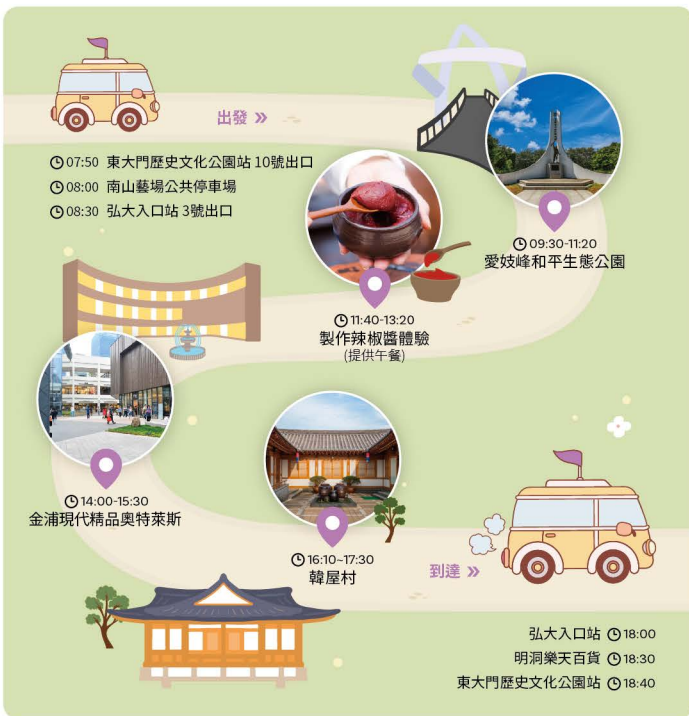 出發 »
07:50 東大門歷史文化公園站 10號出口
08:00 南山藝場公共停車場
08:30 弘大入口站 3號出口
09:30-11:20
愛妓峰和平生態公園
11:40-13:20
製作辣椒醬體驗
(提供午餐)
14:00-15:30
金浦現代精品奧特萊斯
16:10~17:30
韓屋村
到達 »
弘大入口站 18:00
明洞樂天百貨 18:30
東大門歷史文化公園站 18:40